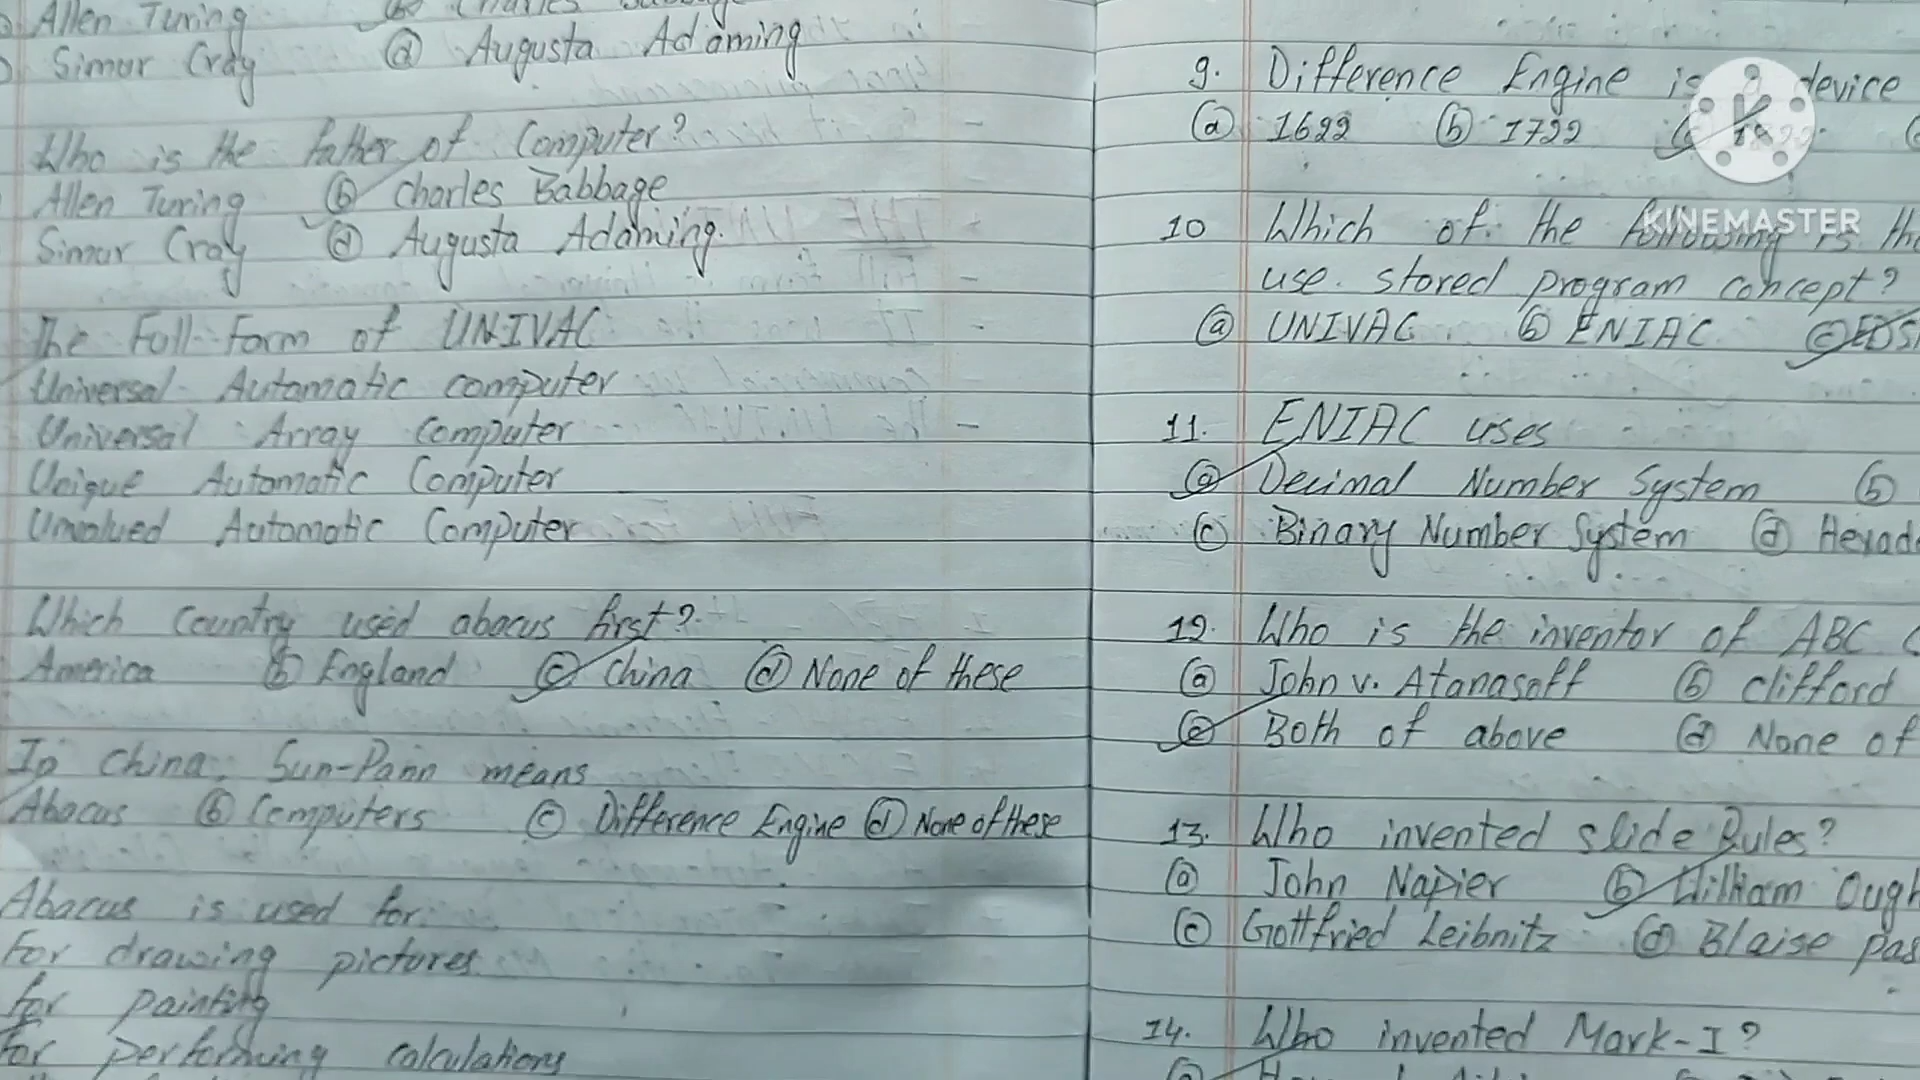 Allen Turing
Simur Cray (d) Augusta Adaming
Who is the father of Computer?
Allen Turing (b) Charles Babbage
Simur Cray (d) Augusta Adaming.
The Full Form of UNIVAC
Universal Automatic computer
Universal Array Computer
Unique Automatic Computer
Unvalued Automatic Computer
Which Country used abacus first?
America (b) England (c) China (d) None of these
In China, Sun-Pann means
Abacus (b) Computers (c) Difference Engine (d) None of these
Abacus is used for:
For drawing pictures
for painting
For performing calculations
9. Difference Engine is a device
(a) 1622 (b) 1722 (c) 1822
10 Which of the following is the
use stored program concept?
(a) UNIVAC (b) ENIAC (c)
11. ENIAC uses
(a) Decimal Number System (b)
(c) Binary Number System (d)
12. Who is the inventor of ABC
(a) John v. Atanasoff (b) Clifford
(c) Both of above (d) None of
13. Who invented slide Rules?
(a) John Napier (b) William
(c) Gottfried Leibnitz (d) Blaise
14. Who invented Mark-I?
KINEMASTER